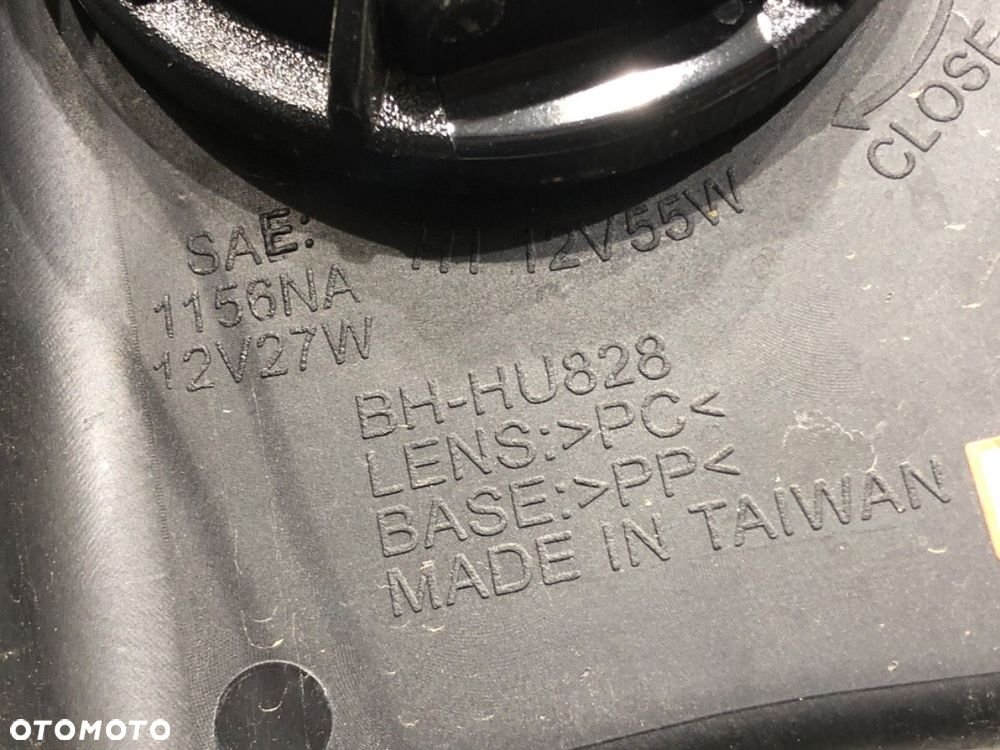 CLOSE
SAE: H1 12V55W
1156NA
12V27W
BH-HU828
LENS:>PC<
BASE:>PP<
MADE IN TAIWAN
OTOMOTO